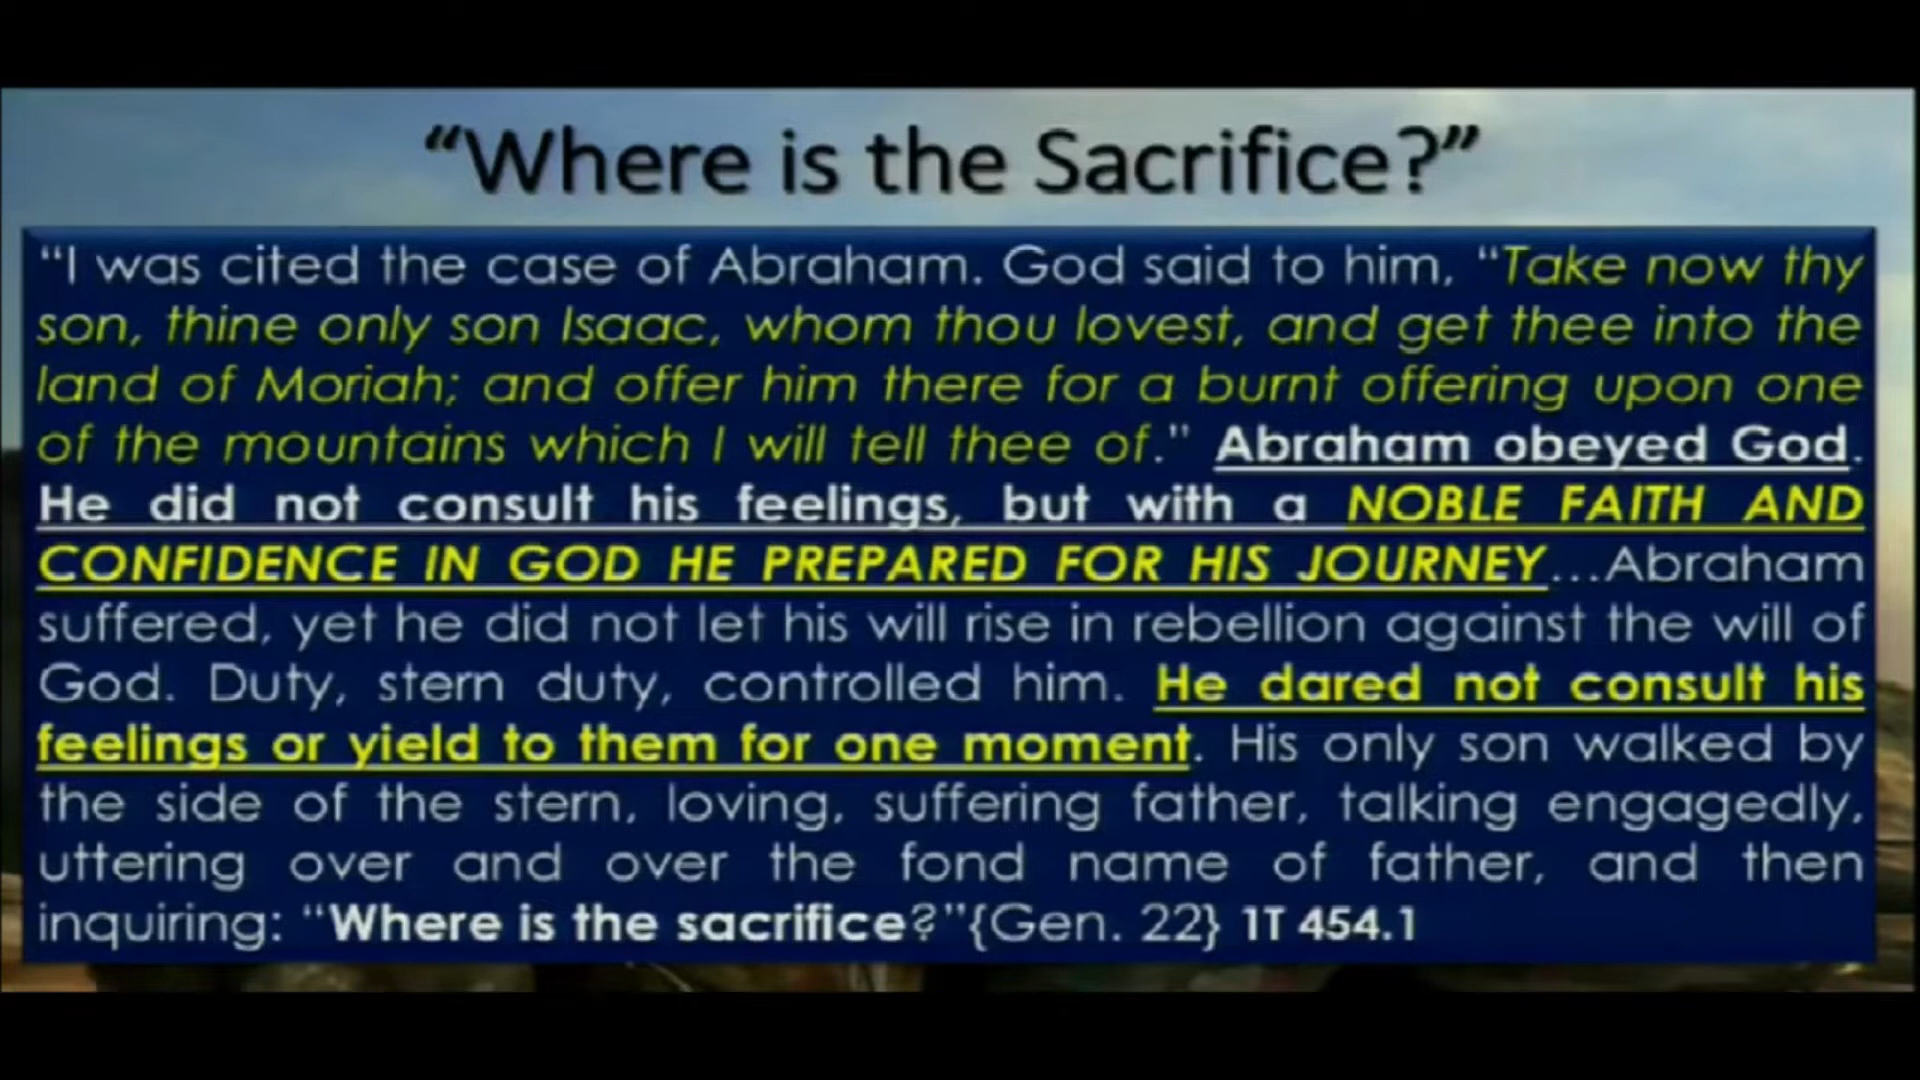 “Where is the Sacrifice?”
“I was cited the case of Abraham. God said to him, “Take now thy
son, thine only son Isaac, whom thou lovest, and get thee into the
land of Moriah; and offer him there for a burnt offering upon one
of the mountains which I will tell thee of.” Abraham obeyed God.
He did not consult his feelings, but with a NOBLE FAITH AND
CONFIDENCE IN GOD HE PREPARED FOR HIS JOURNEY...Abraham
suffered, yet he did not let his will rise in rebellion against the will of
God. Duty, stern duty, controlled him. He dared not consult his
feelings or yield to them for one moment. His only son walked by
the side of the stern, loving, suffering father, talking engagedly,
uttering over and over the fond name of father, and then
inquiring: “Where is the sacrifice?”{Gen. 22} 1T 454.1